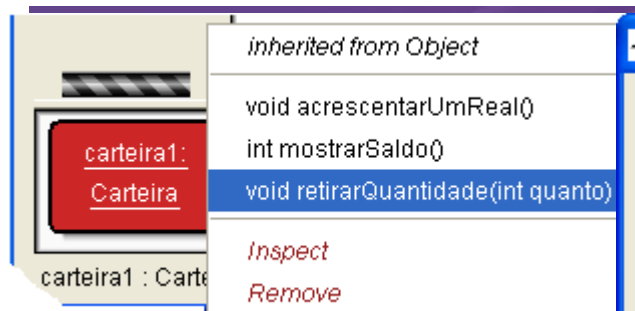 inherited from Object
void acrescentarUmReal()
int mostrarSaldo()
void retirarQuantidade(int quanto)
Inspect
Remove
carteira1:
Carteira
carteira1 : Carte